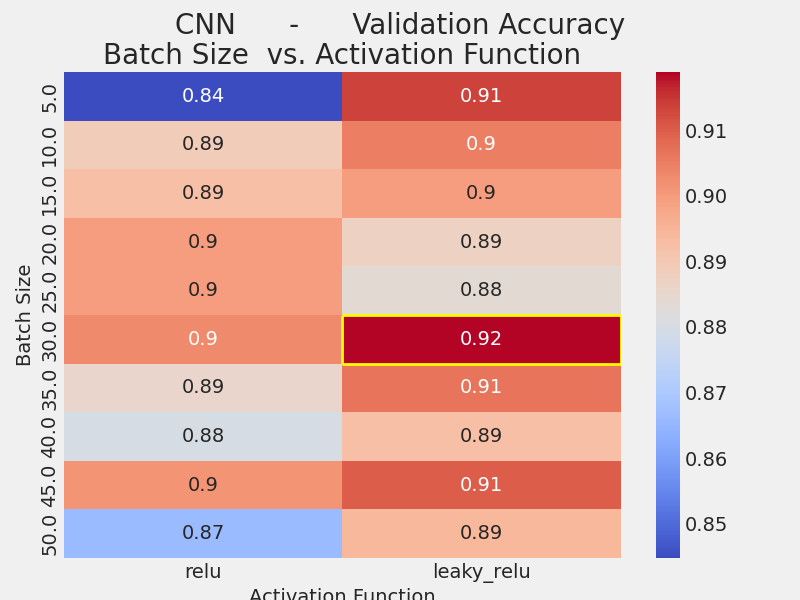 CNN - Validation Accuracy
Batch Size vs. Activation Function
Batch Size
5.0 0.84 0.91
10.0 0.89 0.9
15.0 0.89 0.9
20.0 0.9 0.89
25.0 0.9 0.88
30.0 0.9 0.92
35.0 0.89 0.91
40.0 0.88 0.89
45.0 0.9 0.91
50.0 0.87 0.89
relu leaky_relu
Activation Function
0.91
0.90
0.89
0.88
0.87
0.86
0.85